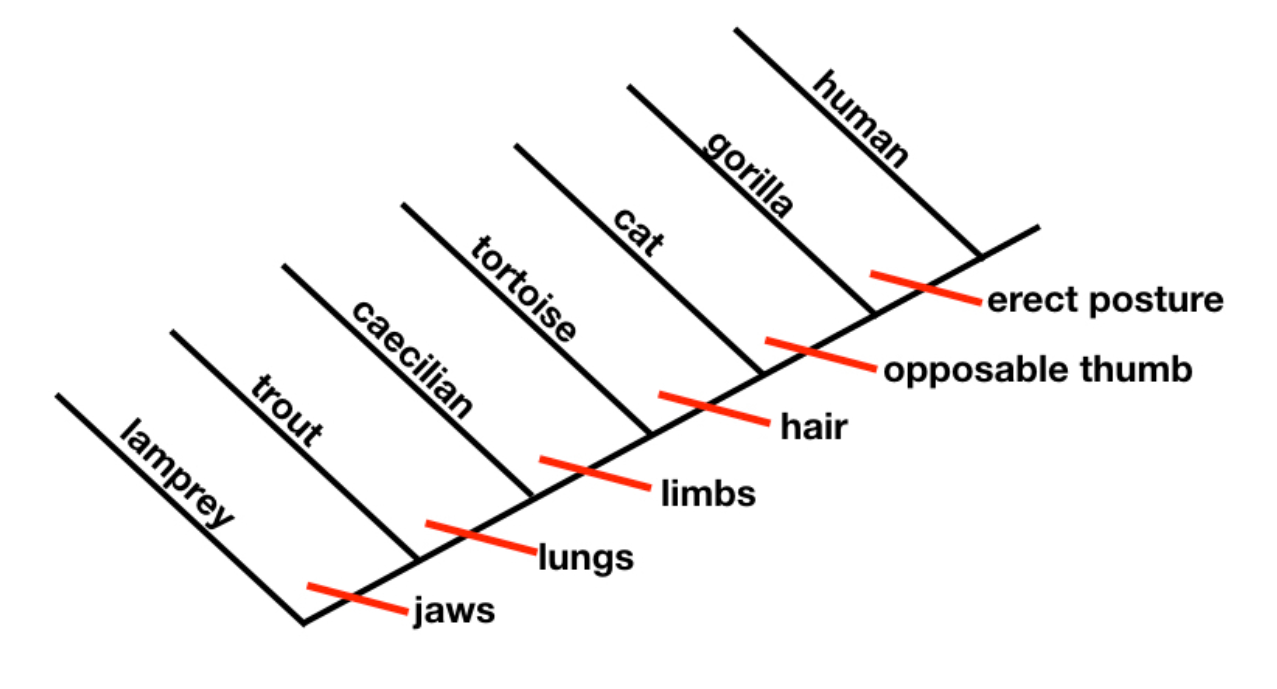 human
gorilla
cat
tortoise
caecilian
trout
lamprey
erect posture
opposable thumb
hair
limbs
lungs
jaws